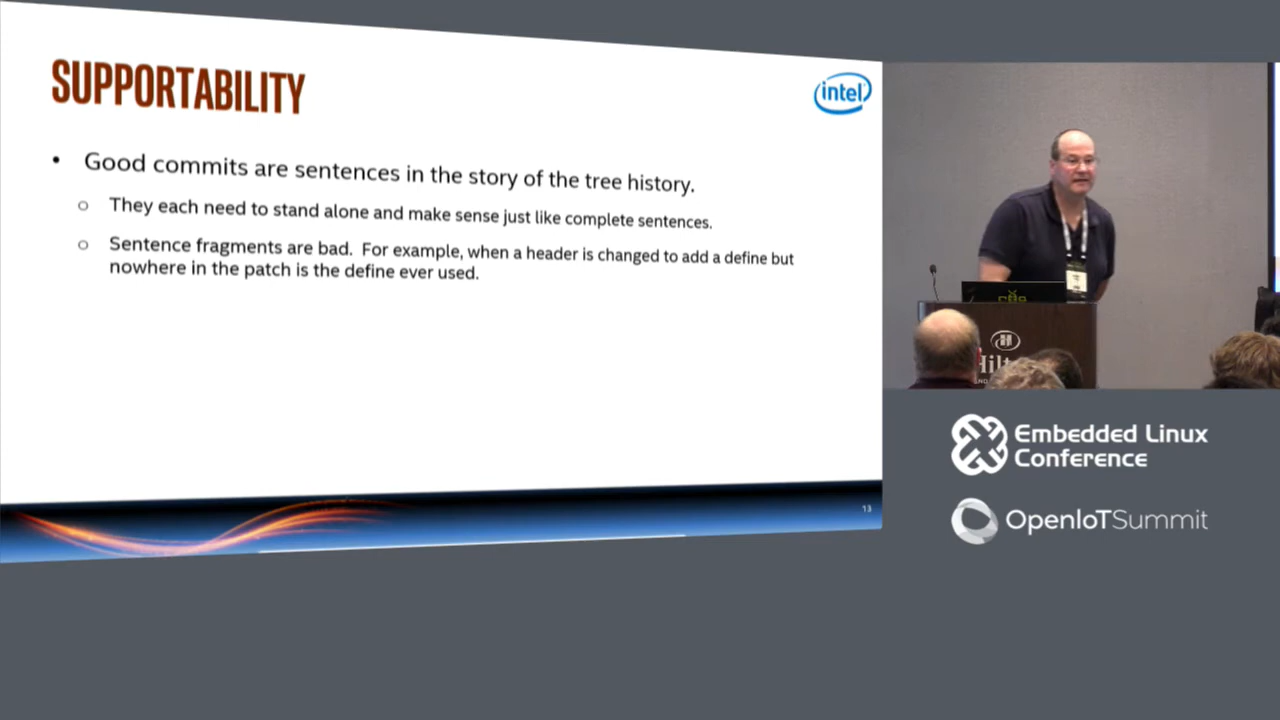 SUPPORTABILITY
intel
• Good commits are sentences in the story of the tree history.
○ They each need to stand alone and make sense just like complete sentences.
○ Sentence fragments are bad. For example, when a header is changed to add a define but
nowhere in the patch is the define ever used.
13
Embedded Linux
Conference
OpenIoTSummit